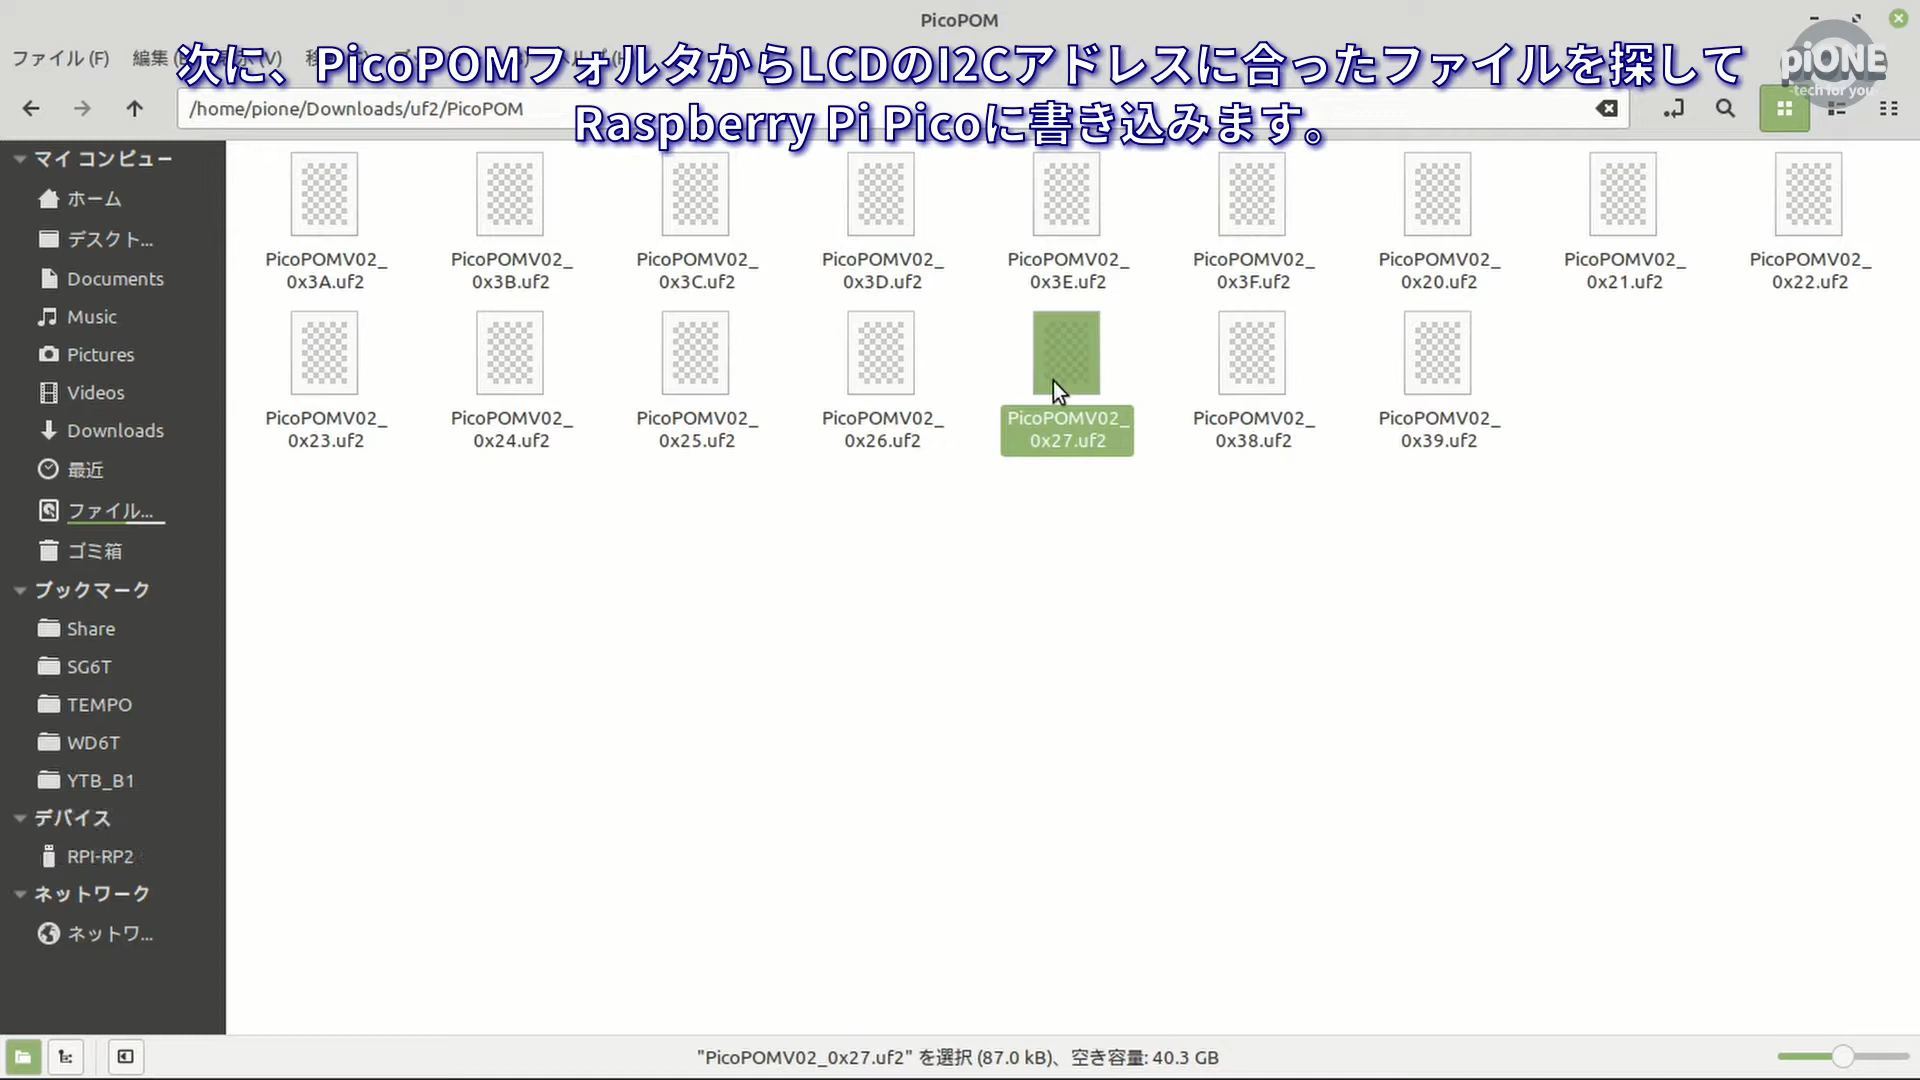 PicoPOM
ファイル(F) 編集
次に、PicoPOMフォルタからLCDのI2Cアドレスに合ったファイルを探して
Raspberry Pi Picoに書き込みます。
piONE
-tech for you-
/home/pione/Downloads/uf2/PicoPOM
マイ コンピュー
ホーム
デスクト...
Documents
Music
Pictures
Videos
Downloads
最近
ファイル...
ゴミ箱
ブックマーク
Share
SG6T
TEMPO
WD6T
YTB_B1
デバイス
RPI-RP2
ネットワーク
ネットワ...
PicoPOMV02_
0x3A.uf2
PicoPOMV02_
0x3B.uf2
PicoPOMV02_
0x3C.uf2
PicoPOMV02_
0x3D.uf2
PicoPOMV02_
0x3E.uf2
PicoPOMV02_
0x3F.uf2
PicoPOMV02_
0x20.uf2
PicoPOMV02_
0x21.uf2
PicoPOMV02_
0x22.uf2
PicoPOMV02_
0x23.uf2
PicoPOMV02_
0x24.uf2
PicoPOMV02_
0x25.uf2
PicoPOMV02_
0x26.uf2
PicoPOMV02_
0x27.uf2
PicoPOMV02_
0x38.uf2
PicoPOMV02_
0x39.uf2
"PicoPOMV02_0x27.uf2" を選択 (87.0 kB)、空き容量: 40.3 GB